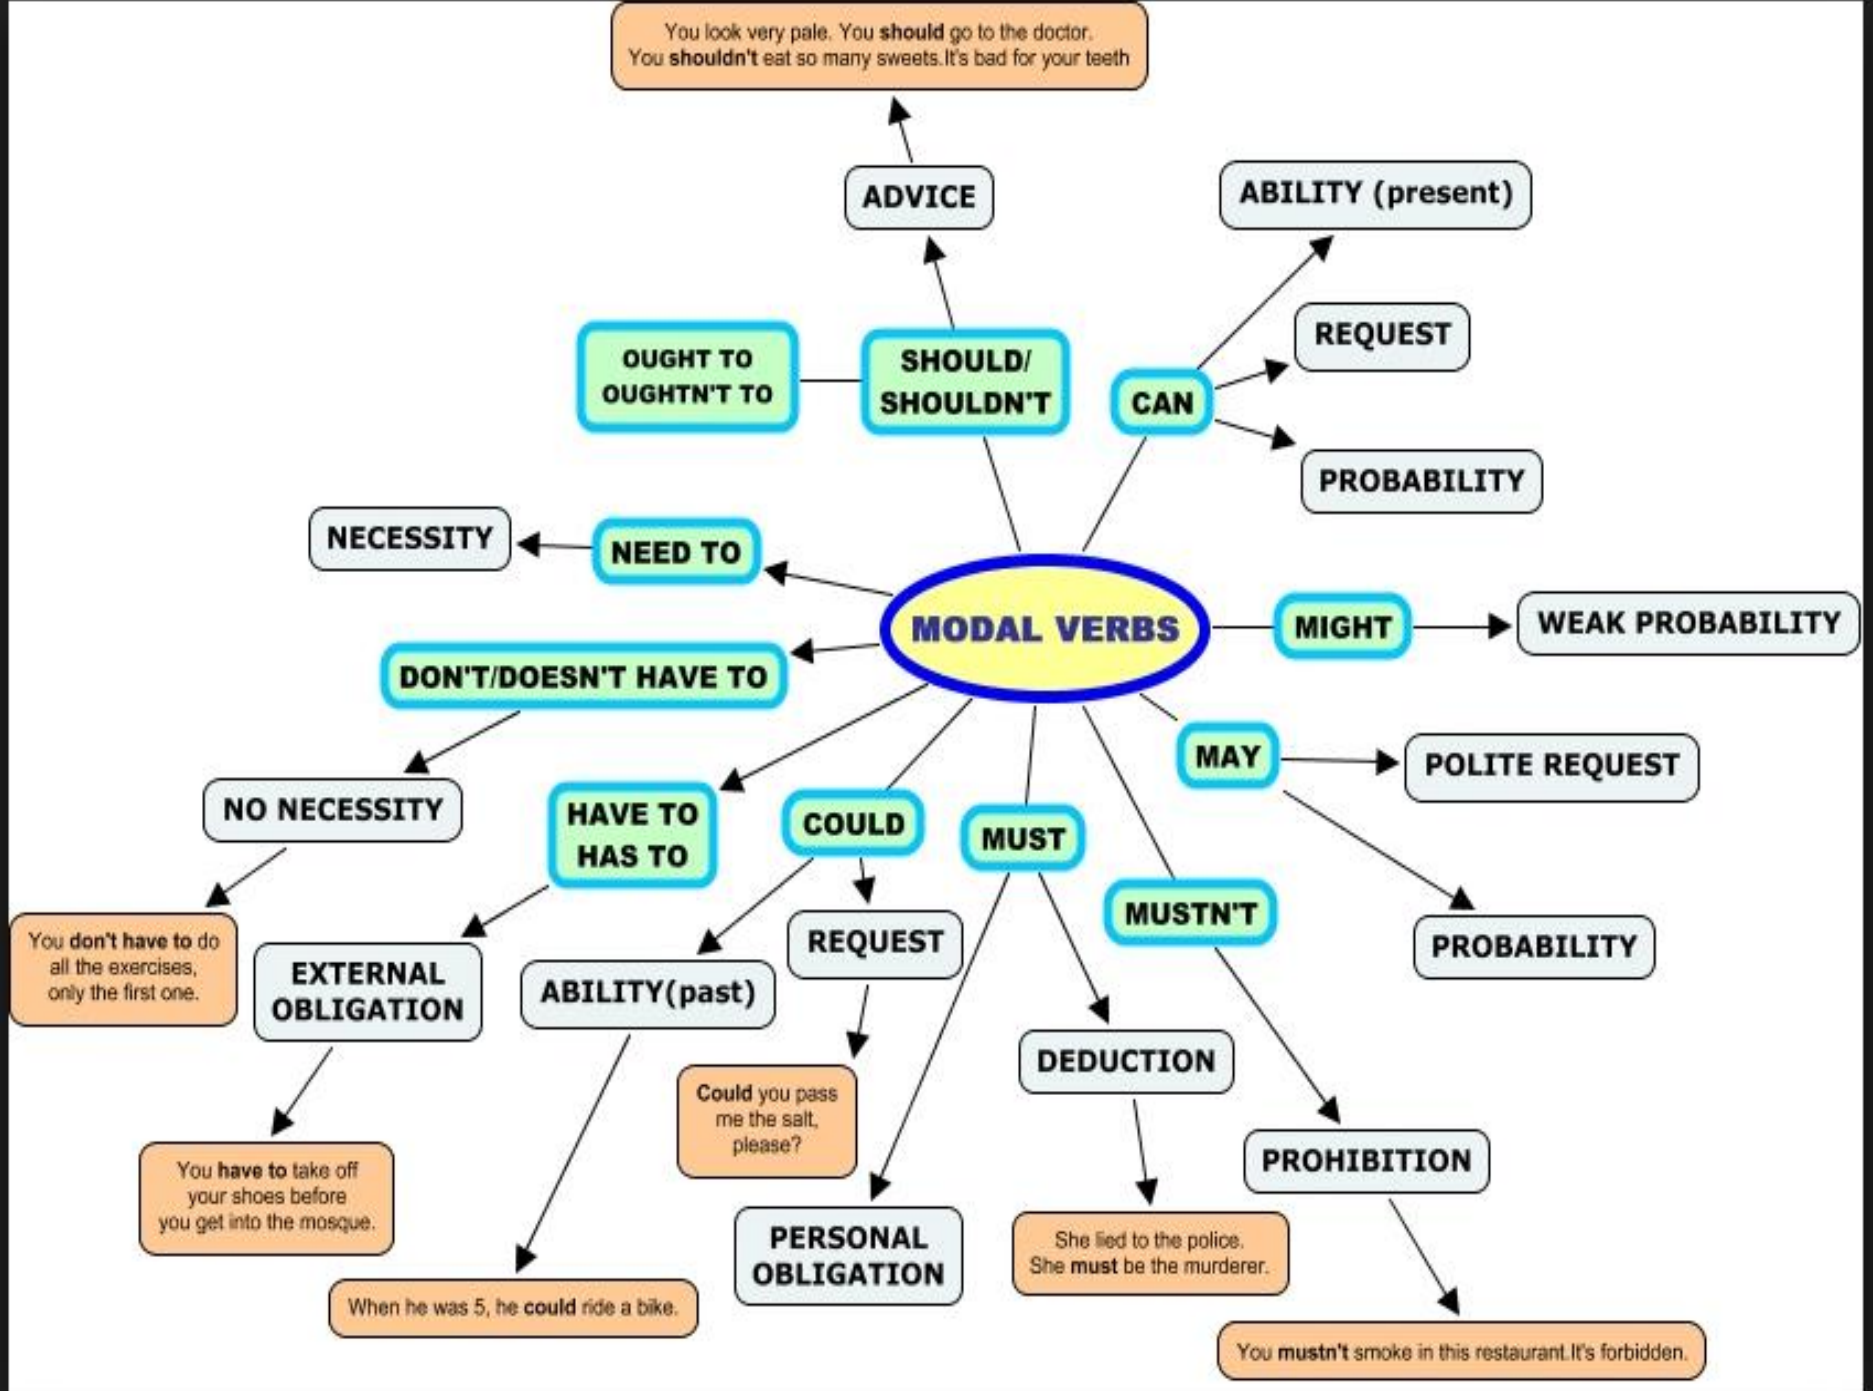 You look very pale. You should go to the doctor.
You shouldn't eat so many sweets.It's bad for your teeth
ADVICE
ABILITY (present)
REQUEST
OUGHT TO
OUGHTN'T TO
SHOULD/
SHOULDN'T
CAN
PROBABILITY
NECESSITY
NEED TO
MODAL VERBS
MIGHT
WEAK PROBABILITY
DON'T/DOESN'T HAVE TO
MAY
POLITE REQUEST
NO NECESSITY
HAVE TO
HAS TO
COULD
MUST
MUSTN'T
PROBABILITY
You don't have to do
all the exercises,
only the first one.
EXTERNAL
OBLIGATION
ABILITY(past)
REQUEST
DEDUCTION
Could you pass
me the salt,
please?
PROHIBITION
You have to take off
your shoes before
you get into the mosque.
PERSONAL
OBLIGATION
She lied to the police.
She must be the murderer.
When he was 5, he could ride a bike.
You mustn't smoke in this restaurant.It's forbidden.